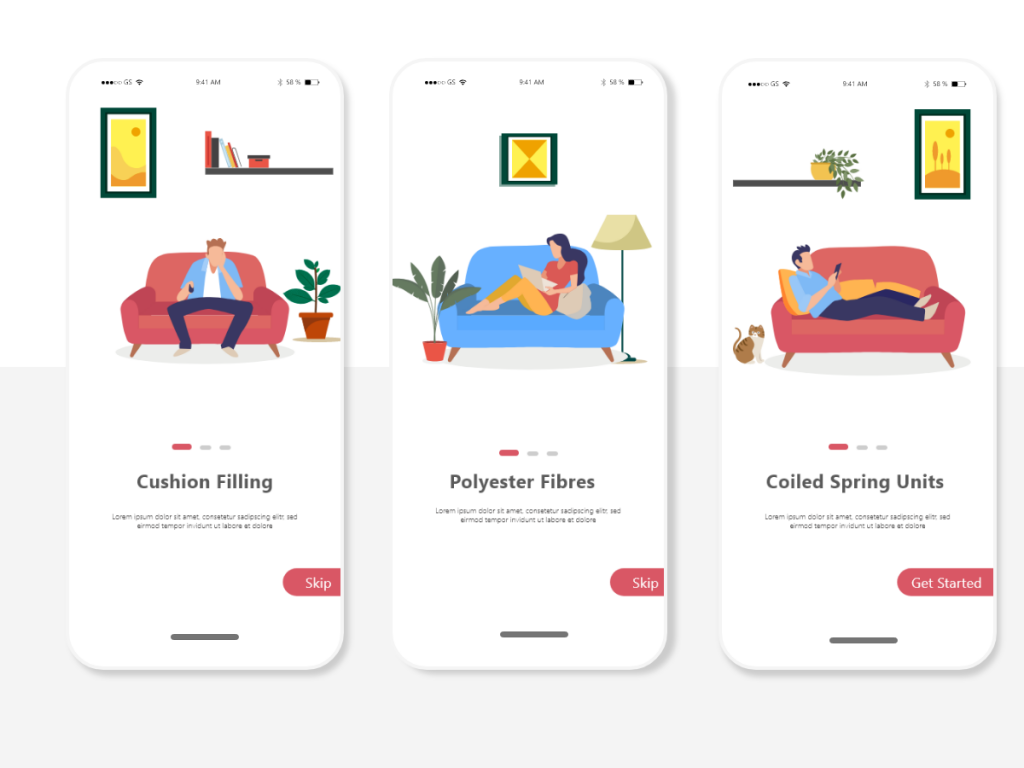 GS 9:41 AM 58 %
Cushion Filling
Lorem ipsum dolor sit amet, consetetur sadipscing elitr, sed
eirmod tempor invidunt ut labore et dolore
Skip
GS 9:41 AM 58 %
Polyester Fibres
Lorem ipsum dolor sit amet, consetetur sadipscing elitr, sed
eirmod tempor invidunt ut labore et dolore
Skip
GS 9:41 AM 58 %
Coiled Spring Units
Lorem ipsum dolor sit amet, consetetur sadipscing elitr, sed
eirmod tempor invidunt ut labore et dolore
Get Started